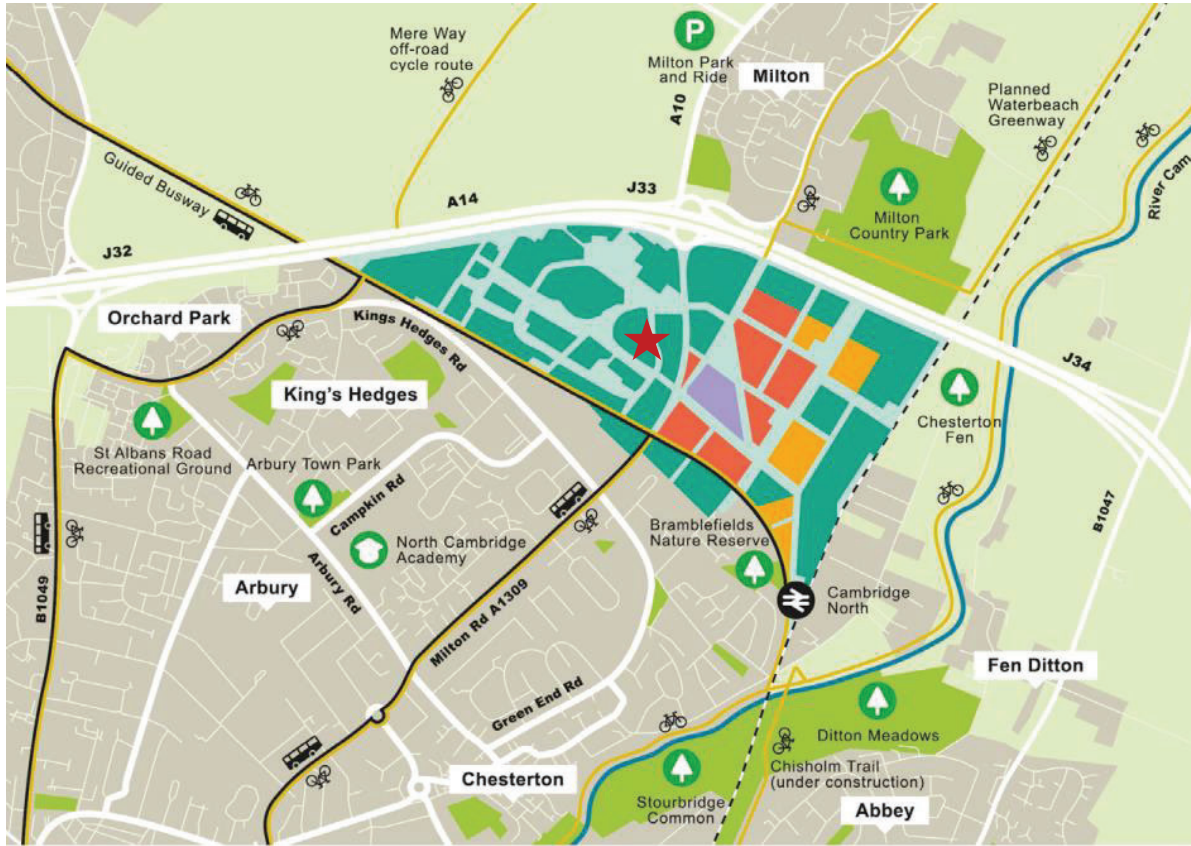 Mere Way
off-road
cycle route
P
Milton Park
and Ride
Milton
A10
Planned
Waterbeach
Greenway
River Cam
Guided Busway
J33
A14
J32
Milton
Country Park
Orchard Park
Kings Hedges Rd
J34
King's Hedges
Chesterton
Fen
St Albans Road
Recreational Ground
Arbury Town Park
Campkin Rd
B1047
North Cambridge
Academy
Bramblefields
Nature Reserve
B1049
Arbury
Arbury Rd
Milton Rd A1309
Cambridge
North
Fen Ditton
Green End Rd
Ditton Meadows
Chisholm Trail
(under construction)
Chesterton
Stourbridge
Common
Abbey